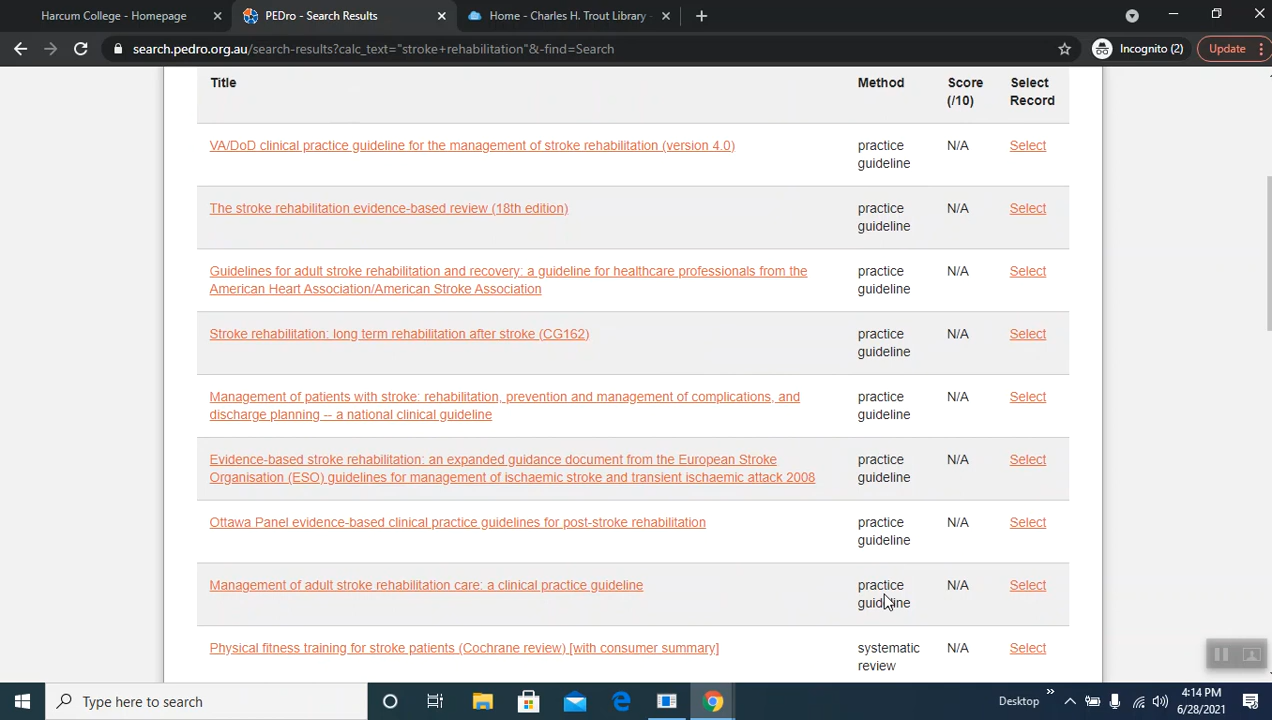 Harcum College - Homepage
PEDro - Search Results
Home - Charles H. Trout Library -
search.pedro.org.au/search-results?calc_text="stroke+rehabilitation"&-find=Search
Incognito (2)
Update
Title
Method
Score
(/10)
Select
Record
VA/DoD clinical practice guideline for the management of stroke rehabilitation (version 4.0)
practice
guideline
N/A
Select
The stroke rehabilitation evidence-based review (18th edition)
practice
guideline
N/A
Select
Guidelines for adult stroke rehabilitation and recovery: a guideline for healthcare professionals from the
American Heart Association/American Stroke Association
practice
guideline
N/A
Select
Stroke rehabilitation: long term rehabilitation after stroke (CG162)
practice
guideline
N/A
Select
Management of patients with stroke: rehabilitation, prevention and management of complications, and
discharge planning -- a national clinical guideline
practice
guideline
N/A
Select
Evidence-based stroke rehabilitation: an expanded guidance document from the European Stroke
Organisation (ESO) guidelines for management of ischaemic stroke and transient ischaemic attack 2008
practice
guideline
N/A
Select
Ottawa Panel evidence-based clinical practice guidelines for post-stroke rehabilitation
practice
guideline
N/A
Select
Management of adult stroke rehabilitation care: a clinical practice guideline
practice
guideline
N/A
Select
Physical fitness training for stroke patients (Cochrane review) [with consumer summary]
systematic
review
N/A
Select
Type here to search
Desktop
4:14 PM
6/28/2021